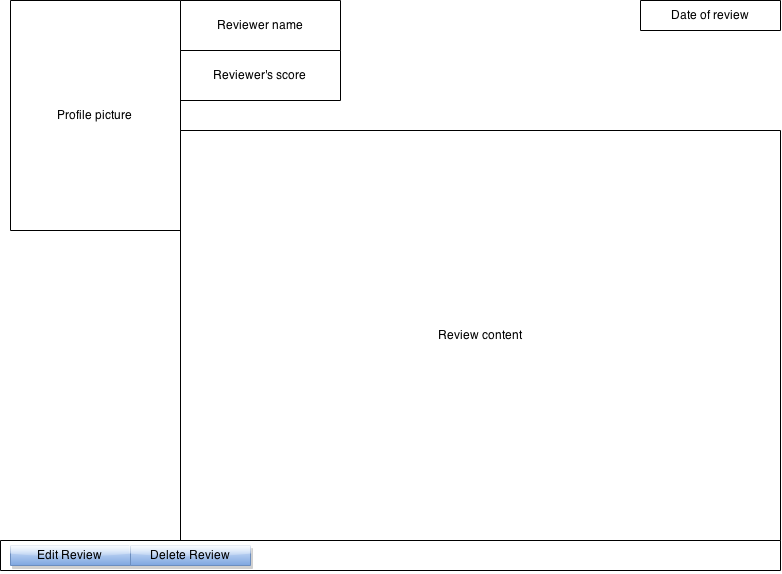 Reviewer name
Date of review
Reviewer's score
Profile picture
Review content
Edit Review
Delete Review